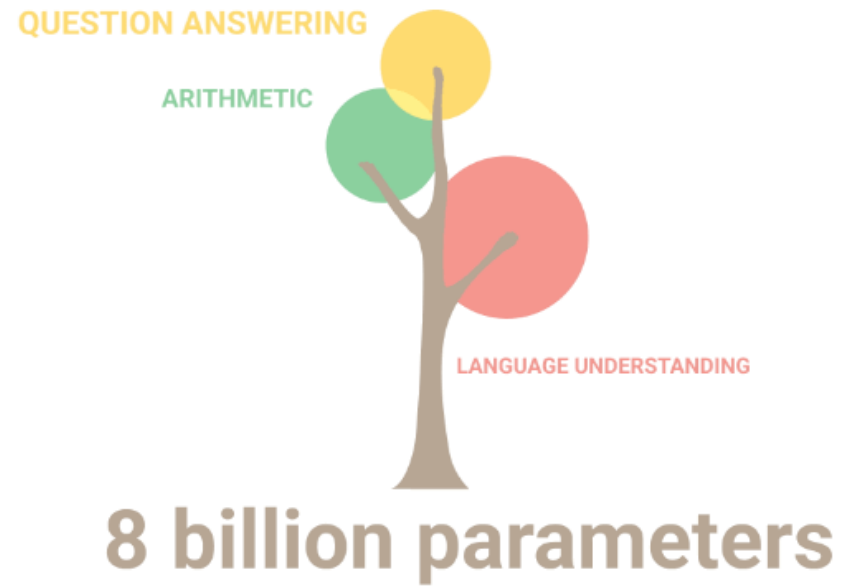 QUESTION ANSWERING
ARITHMETIC
LANGUAGE UNDERSTANDING
8 billion parameters